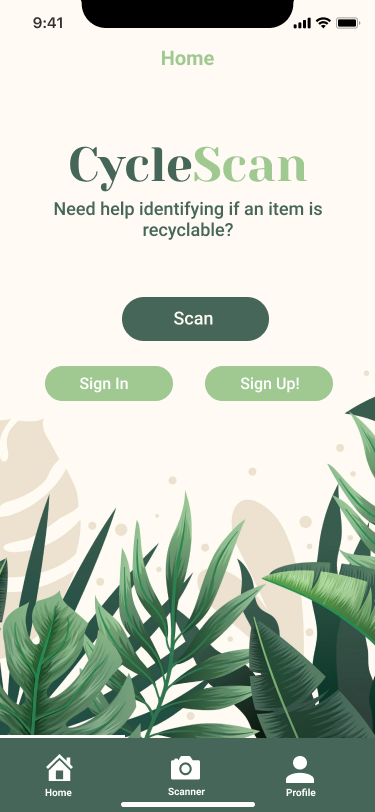 9:41
Home
CycleScan
Need help identifying if an item is
recyclable?
Scan
Sign In
Sign Up!
Home
Scanner
Profile